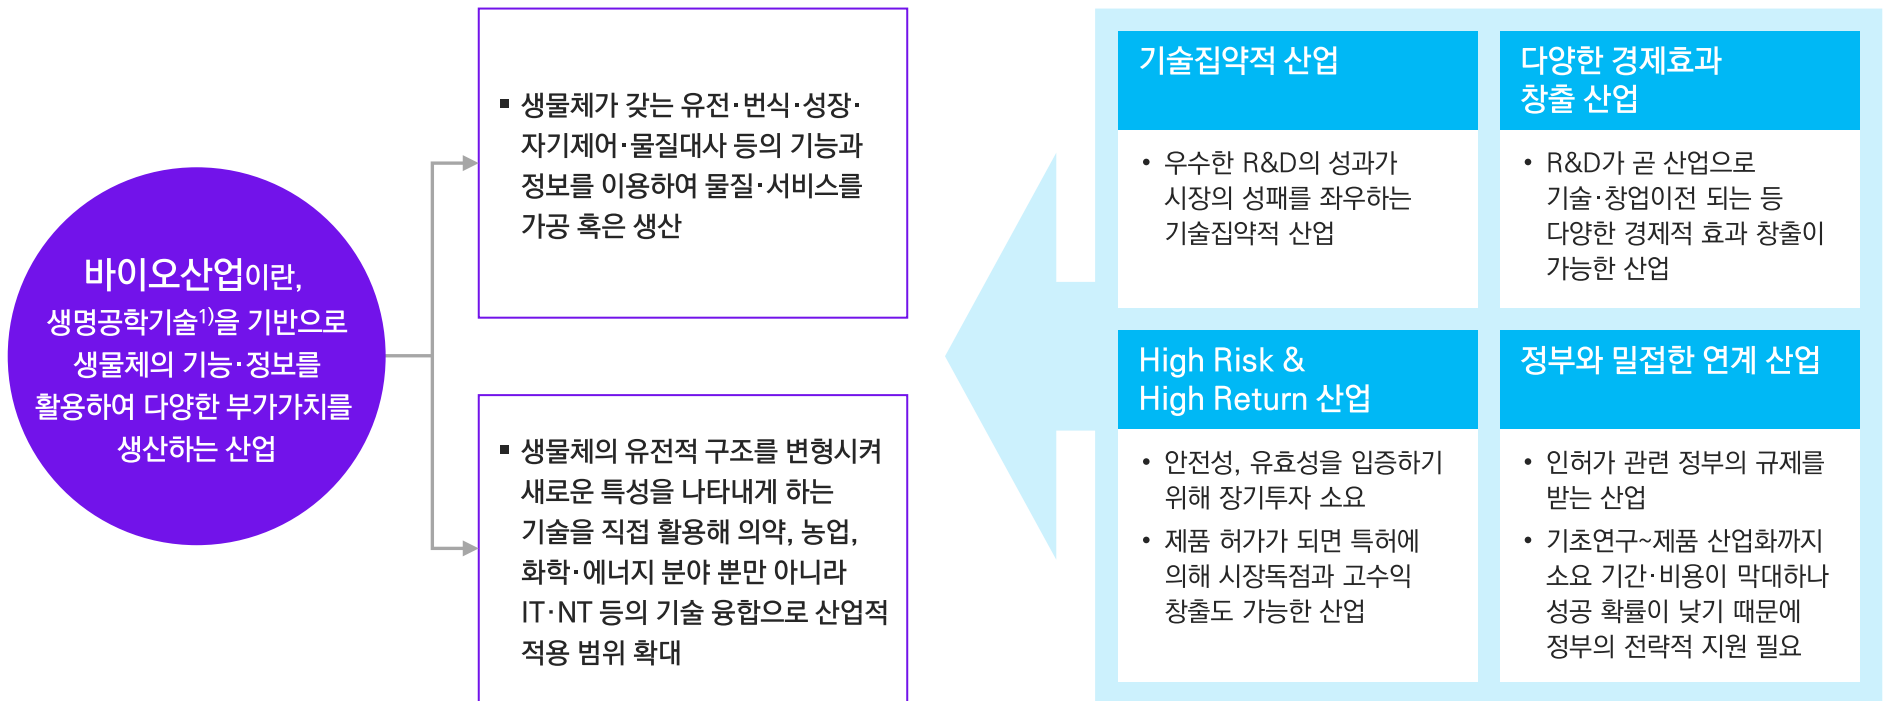 바이오산업이란,
생명공학기술1)을 기반으로
생물체의 기능·정보를
활용하여 다양한 부가가치를
생산하는 산업
▪ 생물체가 갖는 유전·번식·성장·
자기제어·물질대사 등의 기능과
정보를 이용하여 물질·서비스를
가공 혹은 생산
▪ 생물체의 유전적 구조를 변형시켜
새로운 특성을 나타내게 하는
기술을 직접 활용해 의약, 농업,
화학·에너지 분야 뿐만 아니라
IT·NT 등의 기술 융합으로 산업적
적용 범위 확대
기술집약적 산업
• 우수한 R&D의 성과가
시장의 성패를 좌우하는
기술집약적 산업
다양한 경제효과
창출 산업
• R&D가 곧 산업으로
기술·창업이전 되는 등
다양한 경제적 효과 창출이
가능한 산업
High Risk &
High Return 산업
• 안전성, 유효성을 입증하기
위해 장기투자 소요
• 제품 허가가 되면 특허에
의해 시장독점과 고수익
창출도 가능한 산업
정부와 밀접한 연계 산업
• 인허가 관련 정부의 규제를
받는 산업
• 기초연구~제품 산업화까지
소요 기간·비용이 막대하나
성공 확률이 낮기 때문에
정부의 전략적 지원 필요